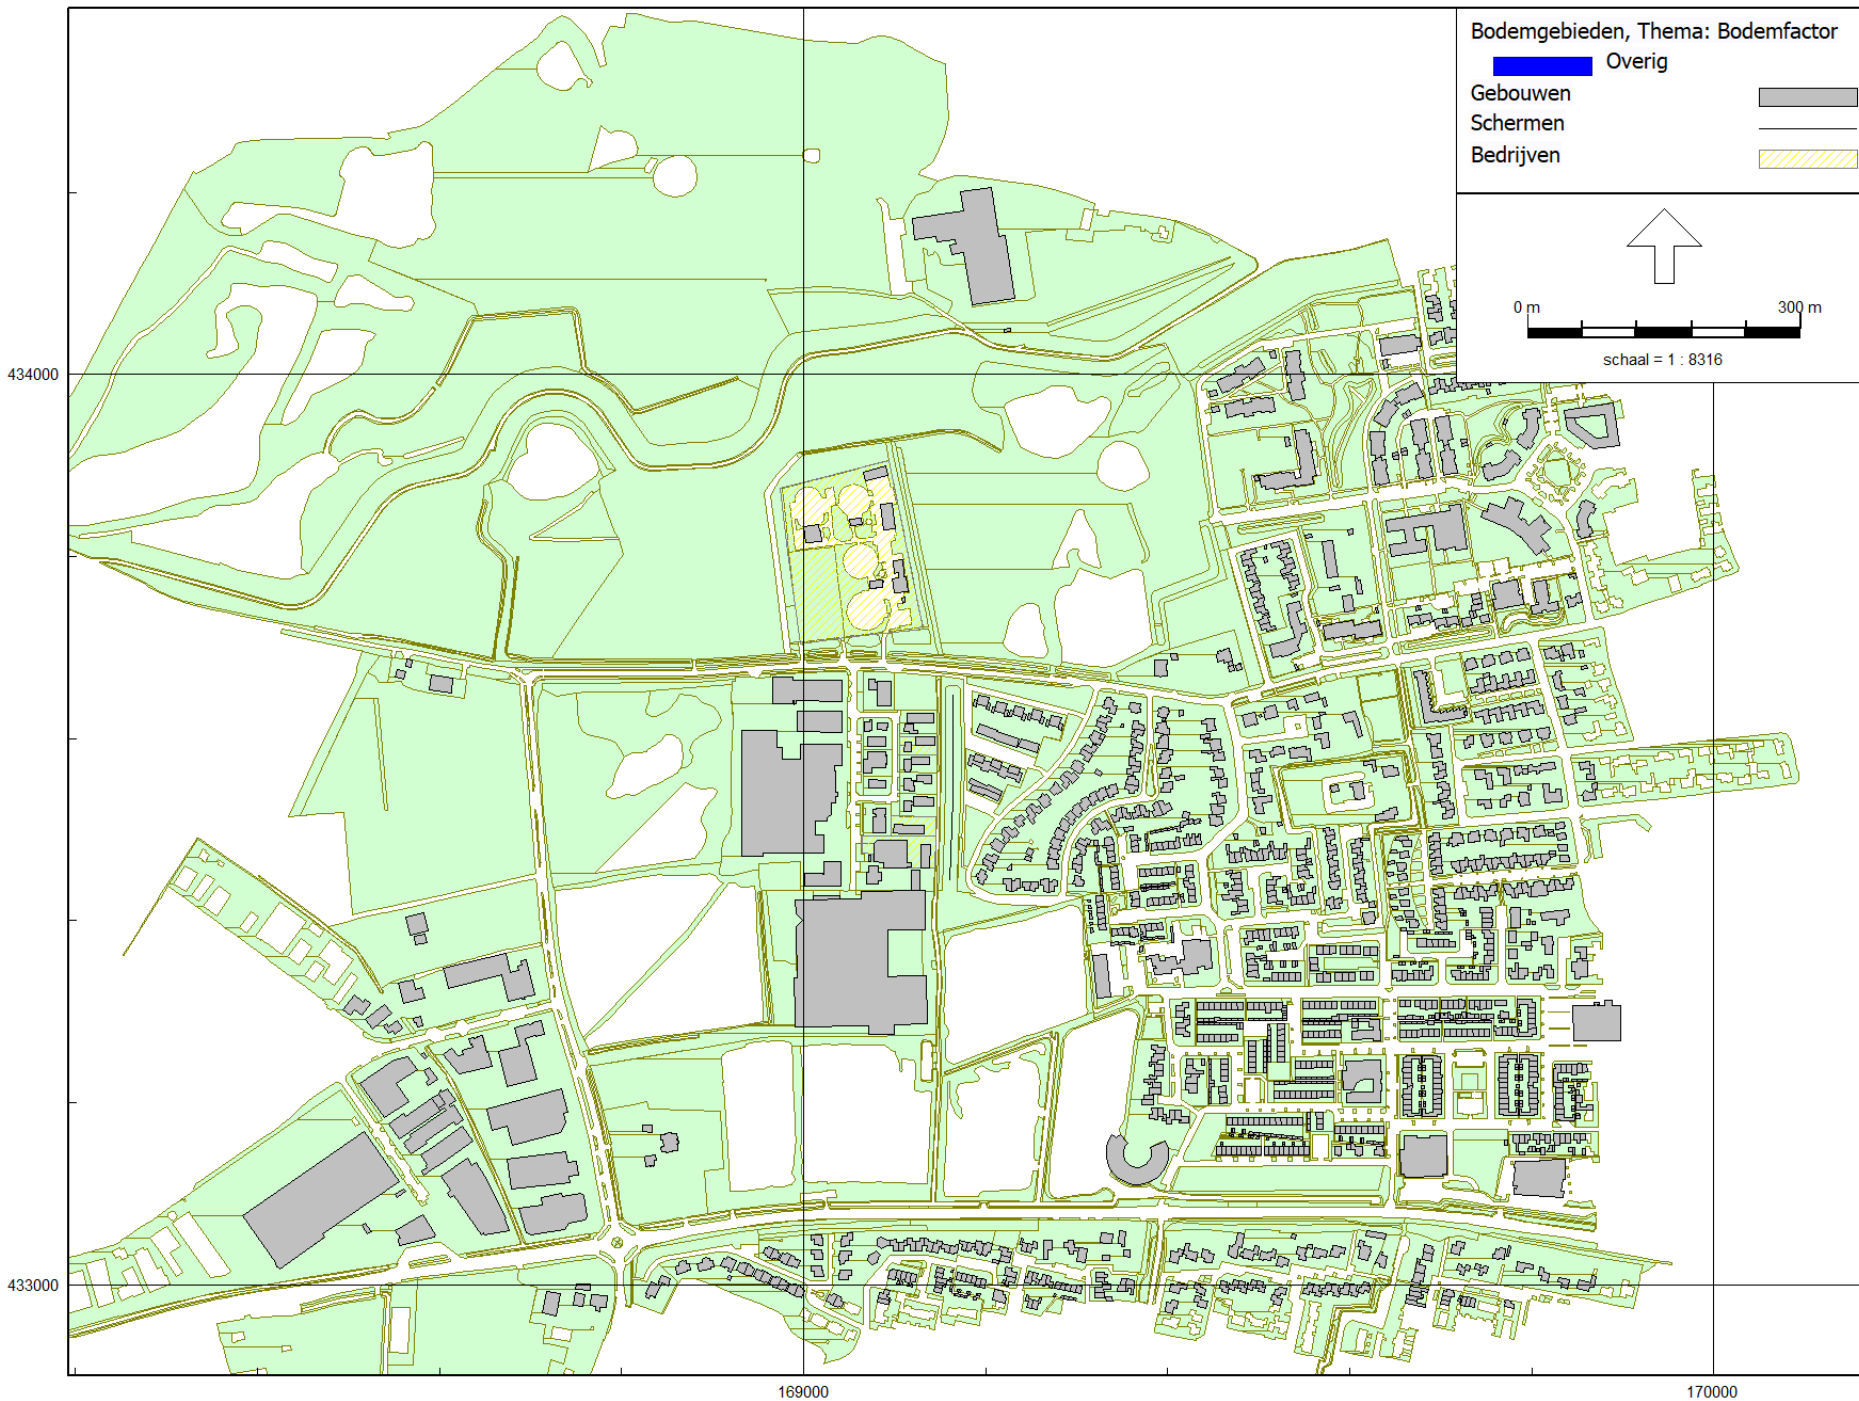 Bodemgebieden, Thema: Bodemfactor
Overig
Gebouwen
Schermen
Bedrijven
0 m 300 m
schaal = 1 : 8316
434000
433000
169000 170000